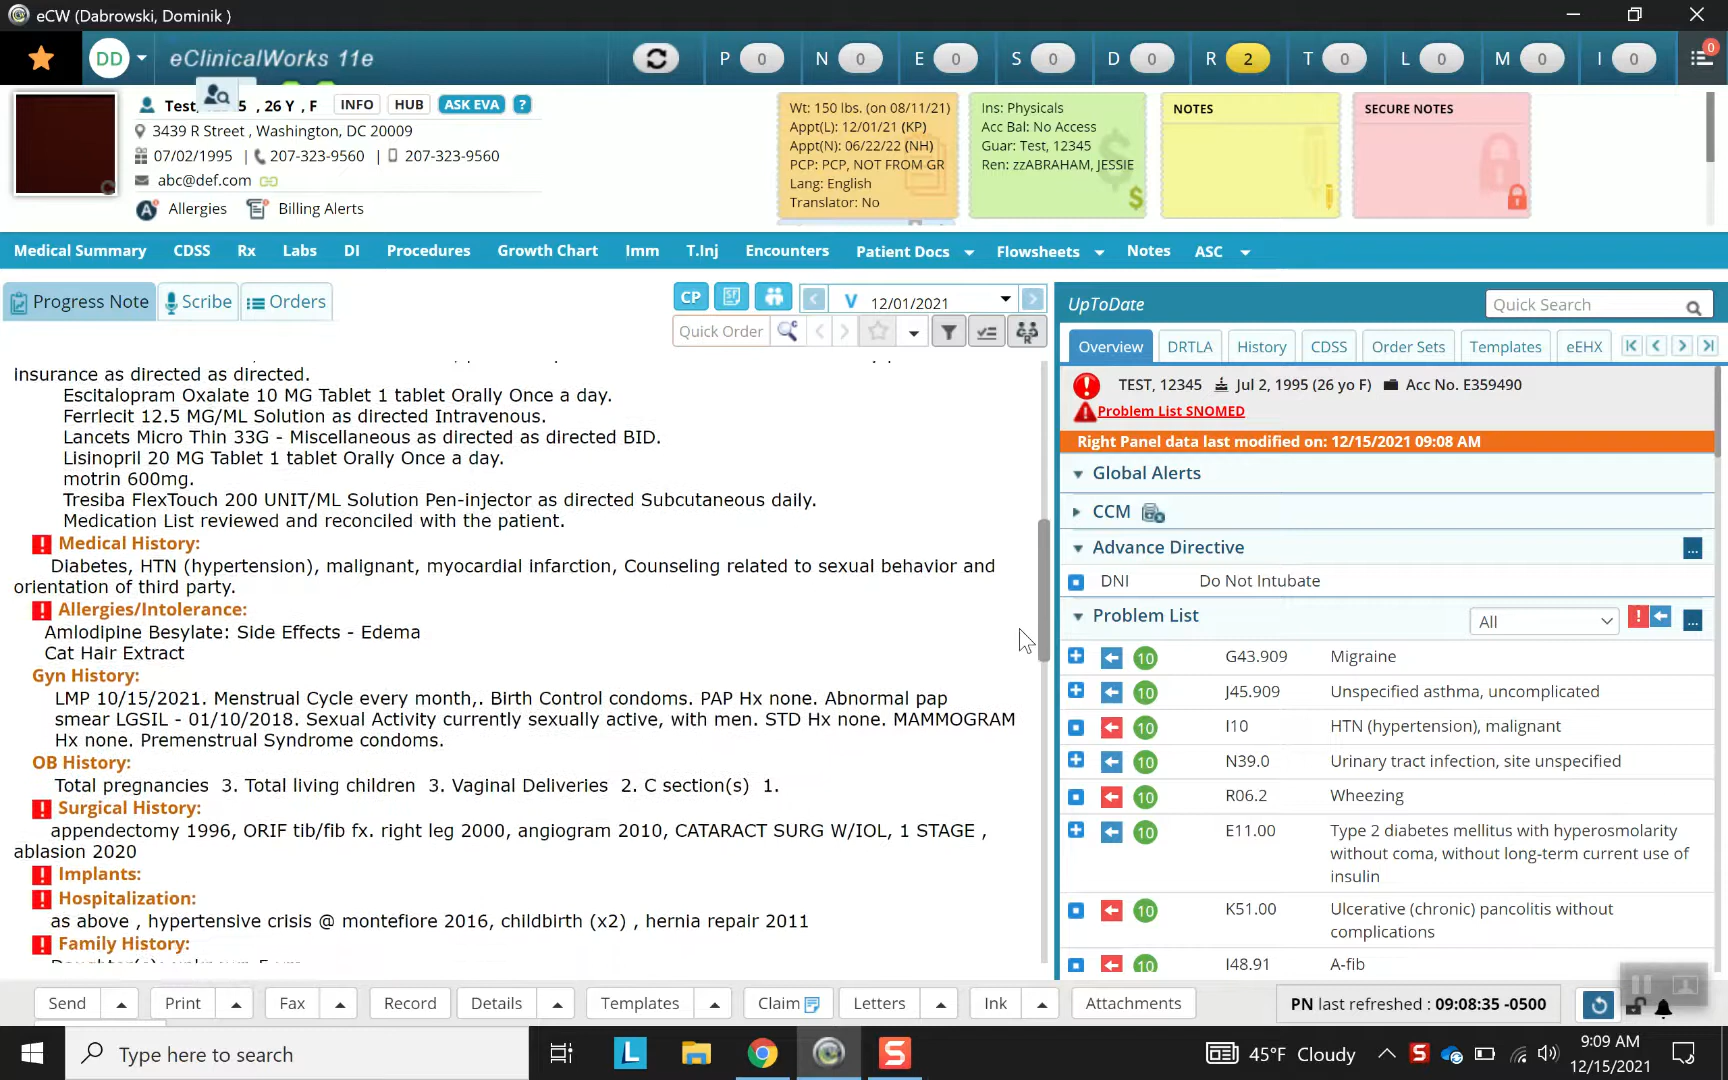 eCW (Dabrowski, Dominik )
DD
eClinicalWorks 11e
P 0 N 0 E 0 S 0 D 0 R 2 T 0 L 0 M 0 I 0 0
Test, 5 , 26 Y , F INFO HUB ASK EVA ?
3439 R Street , Washington, DC 20009
07/02/1995 | 207-323-9560 | 207-323-9560
abc@def.com
Allergies Billing Alerts
Wt: 150 lbs. (on 08/11/21)
Appt(L): 12/01/21 (KP)
Appt(N): 06/22/22 (NH)
PCP: PCP, NOT FROM GR
Lang: English
Translator: No
Ins: Physicals
Acc Bal: No Access
Guar: Test, 12345
Ren: zzABRAHAM, JESSIE
NOTES
SECURE NOTES
Medical Summary CDSS Rx Labs DI Procedures Growth Chart Imm T.Inj Encounters Patient Docs Flowsheets Notes ASC
Progress Note Scribe Orders
CP SF V 12/01/2021
Quick Order
insurance as directed as directed.
Escitalopram Oxalate 10 MG Tablet 1 tablet Orally Once a day.
Ferrlecit 12.5 MG/ML Solution as directed Intravenous.
Lancets Micro Thin 33G - Miscellaneous as directed as directed BID.
Lisinopril 20 MG Tablet 1 tablet Orally Once a day.
motrin 600mg.
Tresiba FlexTouch 200 UNIT/ML Solution Pen-injector as directed Subcutaneous daily.
Medication List reviewed and reconciled with the patient.
Medical History:
Diabetes, HTN (hypertension), malignant, myocardial infarction, Counseling related to sexual behavior and
orientation of third party.
Allergies/Intolerance:
Amlodipine Besylate: Side Effects - Edema
Cat Hair Extract
Gyn History:
LMP 10/15/2021. Menstrual Cycle every month,. Birth Control condoms. PAP Hx none. Abnormal pap
smear LGSIL - 01/10/2018. Sexual Activity currently sexually active, with men. STD Hx none. MAMMOGRAM
Hx none. Premenstrual Syndrome condoms.
OB History:
Total pregnancies 3. Total living children 3. Vaginal Deliveries 2. C section(s) 1.
Surgical History:
appendectomy 1996, ORIF tib/fib fx. right leg 2000, angiogram 2010, CATARACT SURG W/IOL, 1 STAGE ,
ablasion 2020
Implants:
Hospitalization:
as above , hypertensive crisis @ montefiore 2016, childbirth (x2) , hernia repair 2011
Family History:
UpToDate
Quick Search
Overview DRTLA History CDSS Order Sets Templates eEHX
TEST, 12345 Jul 2, 1995 (26 yo F) Acc No. E359490
Problem List SNOMED
Right Panel data last modified on: 12/15/2021 09:08 AM
Global Alerts
CCM
Advance Directive ...
DNI Do Not Intubate
Problem List All ! ...
10 G43.909 Migraine
10 J45.909 Unspecified asthma, uncomplicated
10 I10 HTN (hypertension), malignant
10 N39.0 Urinary tract infection, site unspecified
10 R06.2 Wheezing
10 E11.00 Type 2 diabetes mellitus with hyperosmolarity
without coma, without long-term current use of
insulin
10 K51.00 Ulcerative (chronic) pancolitis without
complications
10 I48.91 A-fib
Send Print Fax Record Details Templates Claim Letters Ink Attachments
PN last refreshed : 09:08:35 -0500
Type here to search
L
S
45°F Cloudy
S
9:09 AM
12/15/2021